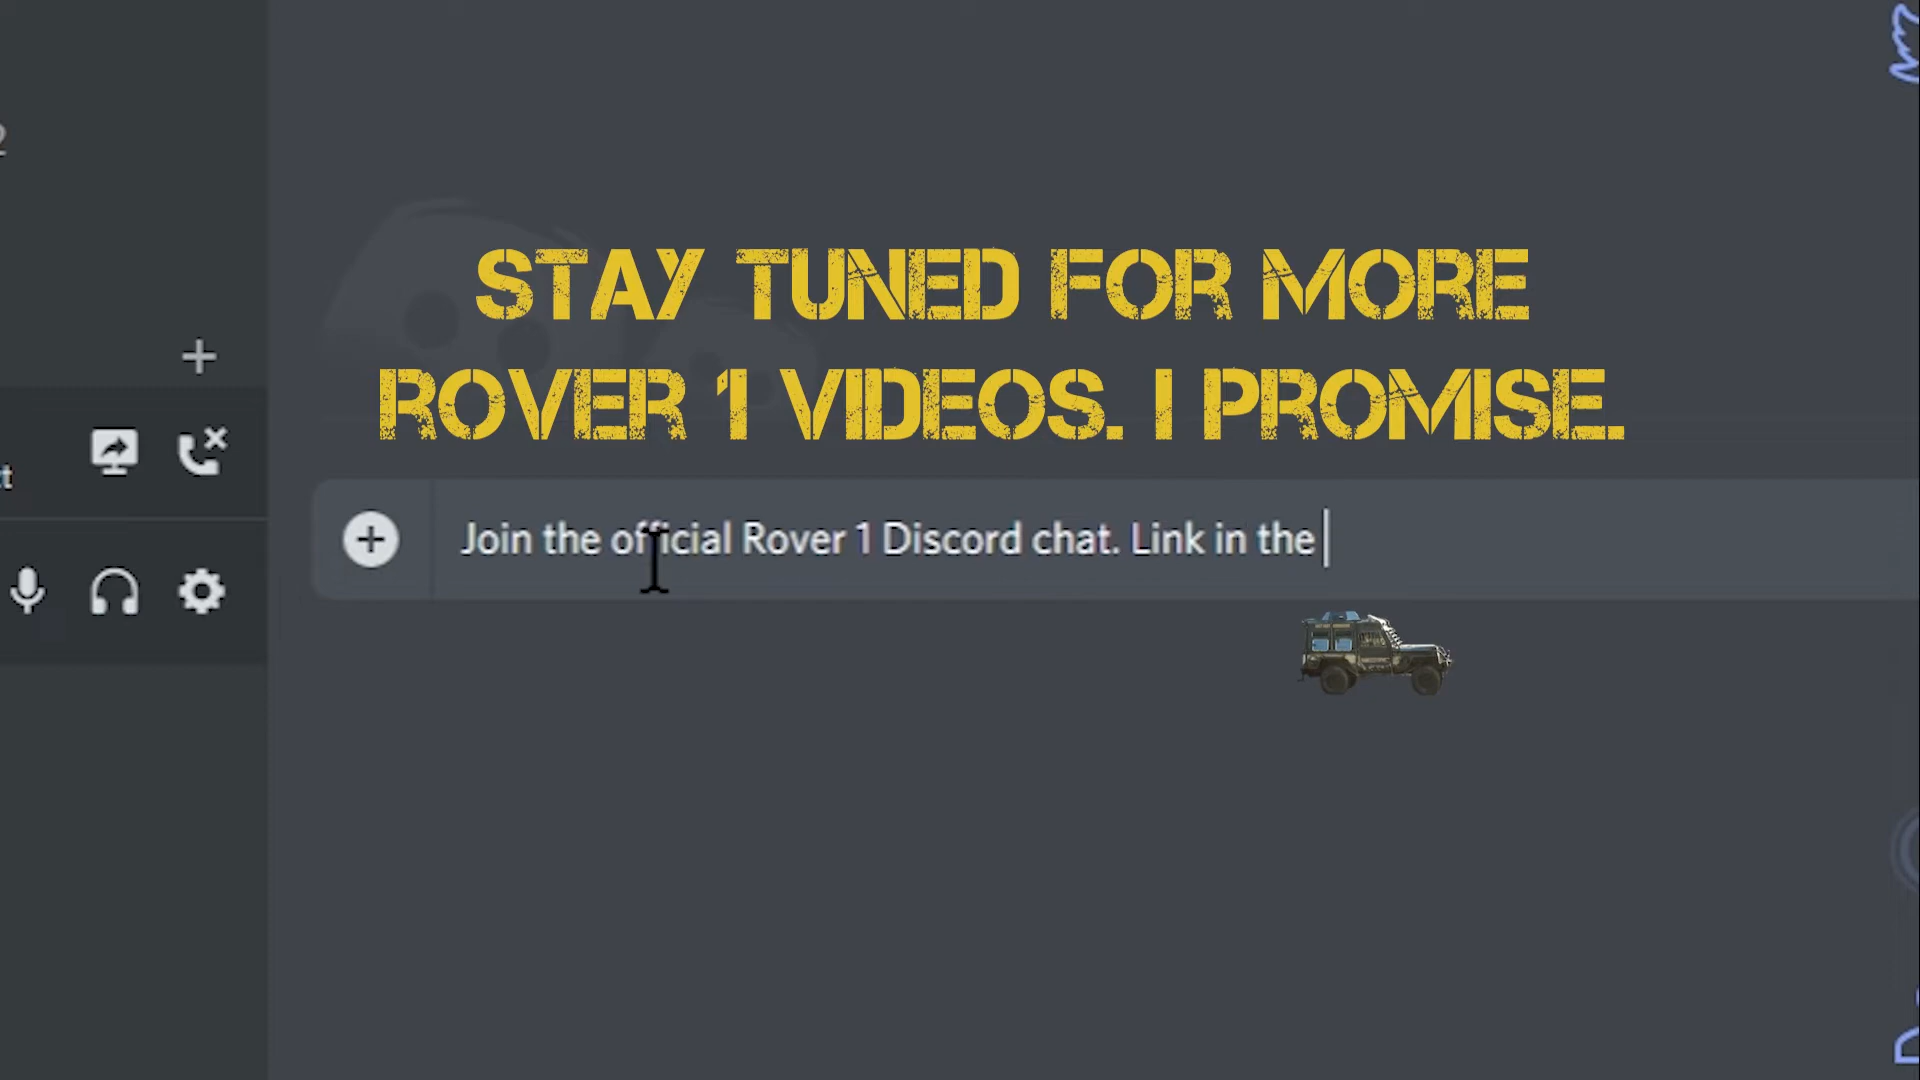 STAY TUNED FOR MORE
ROVER 1 VIDEOS. I PROMISE.
Join the official Rover 1 Discord chat. Link in the